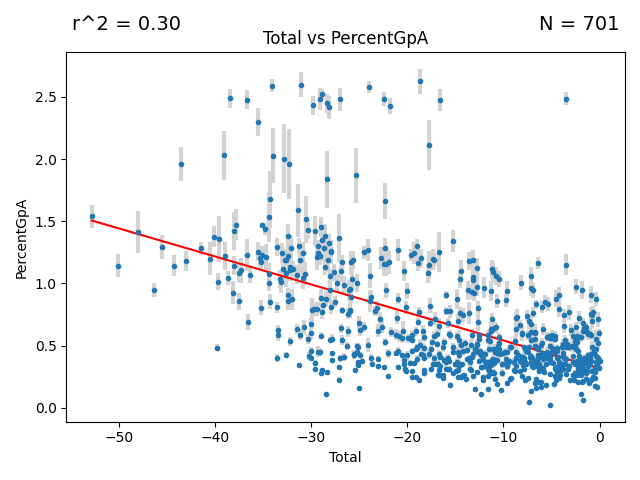 r^2 = 0.30
N = 701
Total vs PercentGpA
PercentGpA
2.5
2.0
1.5
1.0
0.5
0.0
−50
−40
−30
−20
−10
0
Total